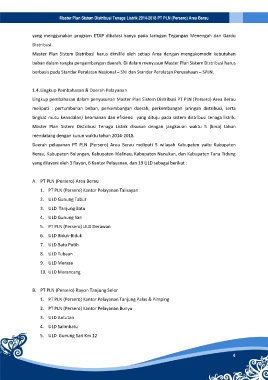 Master Plan Sistem Distribusi Tenaga Listrik 2014-2018 PT PLN (Persero) Area Berau
yang menggunakan program ETAP dibatasi hanya pada Jaringan Tegangan Menengah dan Gardu
Distribusi.
Master Plan Sistem Distribusi harus dimiliki oleh setiap Area dengan mengakomodir kebutuhan
beban dalam rangka pengembangan daerah. Di dalam menyusun Master Plan Sistem Distribusi harus
berbasis pada Standar Peralatan Nasional – SNI dan Standar Peralatan Perusahaan – SPLN.
1.4.Lingkup Pembahasan & Daerah Pelayanan
Lingkup pembahasan dalam penyusunan Master Plan Sistem Distribusi PT PLN (Persero) Area Berau
meliputi : pertumbuhan beban, perkembangan daerah, perkembangan jaringan distribusi, serta
tingkat mutu, keandalan/ keamanan dan efisiensi yang dituju pada sistem distribusi tenaga listrik.
Master Plan Sistem Distribusi Tenaga Listrik disusun dengan jangkauan waktu 5 (lima) tahun
mendatang dengan kurun waktu tahun 2014-2018.
Daerah pelayanan PT PLN (Persero) Area Berau meliputi 5 wilayah Kabupaten yaitu Kabupaten
Berau, Kabupaten Bulungan, Kabupaten Malinau, Kabupaten Nunukan, dan Kabupaten Tana Tidung
yang dilayani oleh 3 Rayon, 6 Kantor Pelayanan, dan 19 ULD sebagai berikut :
A. PT PLN (Persero) Area Berau
1. PT PLN (Persero) Kantor Pelayanan Talisayan
2. ULD Gunung Tabur
3. ULD Tanjung Batu
4. ULD Gunung Sari
5. PT PLN (Persero) ULD Derawan
6. ULD Biduk Biduk
7. ULD Batu Putih
8. ULD Tubaan
9. ULD Merasa
10. ULD Merancang
B. PT PLN (Persero) Rayon Tanjung Selor
1. PT PLN (Persero) Kantor Pelayanan Tanjung Palas & Pimping
2. PT PLN (Persero) Kantor Pelayanan Bunyu
3. ULD Antutan
4. ULD Salimbatu
5. ULD Gunung Sari Km 12